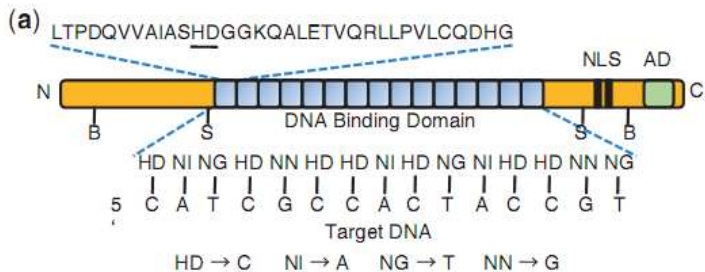 (a) LTPDQVVAIASHDGGKQALETVQRLLPVLCQDHG
NLS AD
N C
B S DNA Binding Domain S B
HD NI NG HD NN HD HD NI HD NG NI HD HD NN NG
5‘ C A T C G C C A C T A C C G T
Target DNA
HD → C NI → A NG → T NN → G